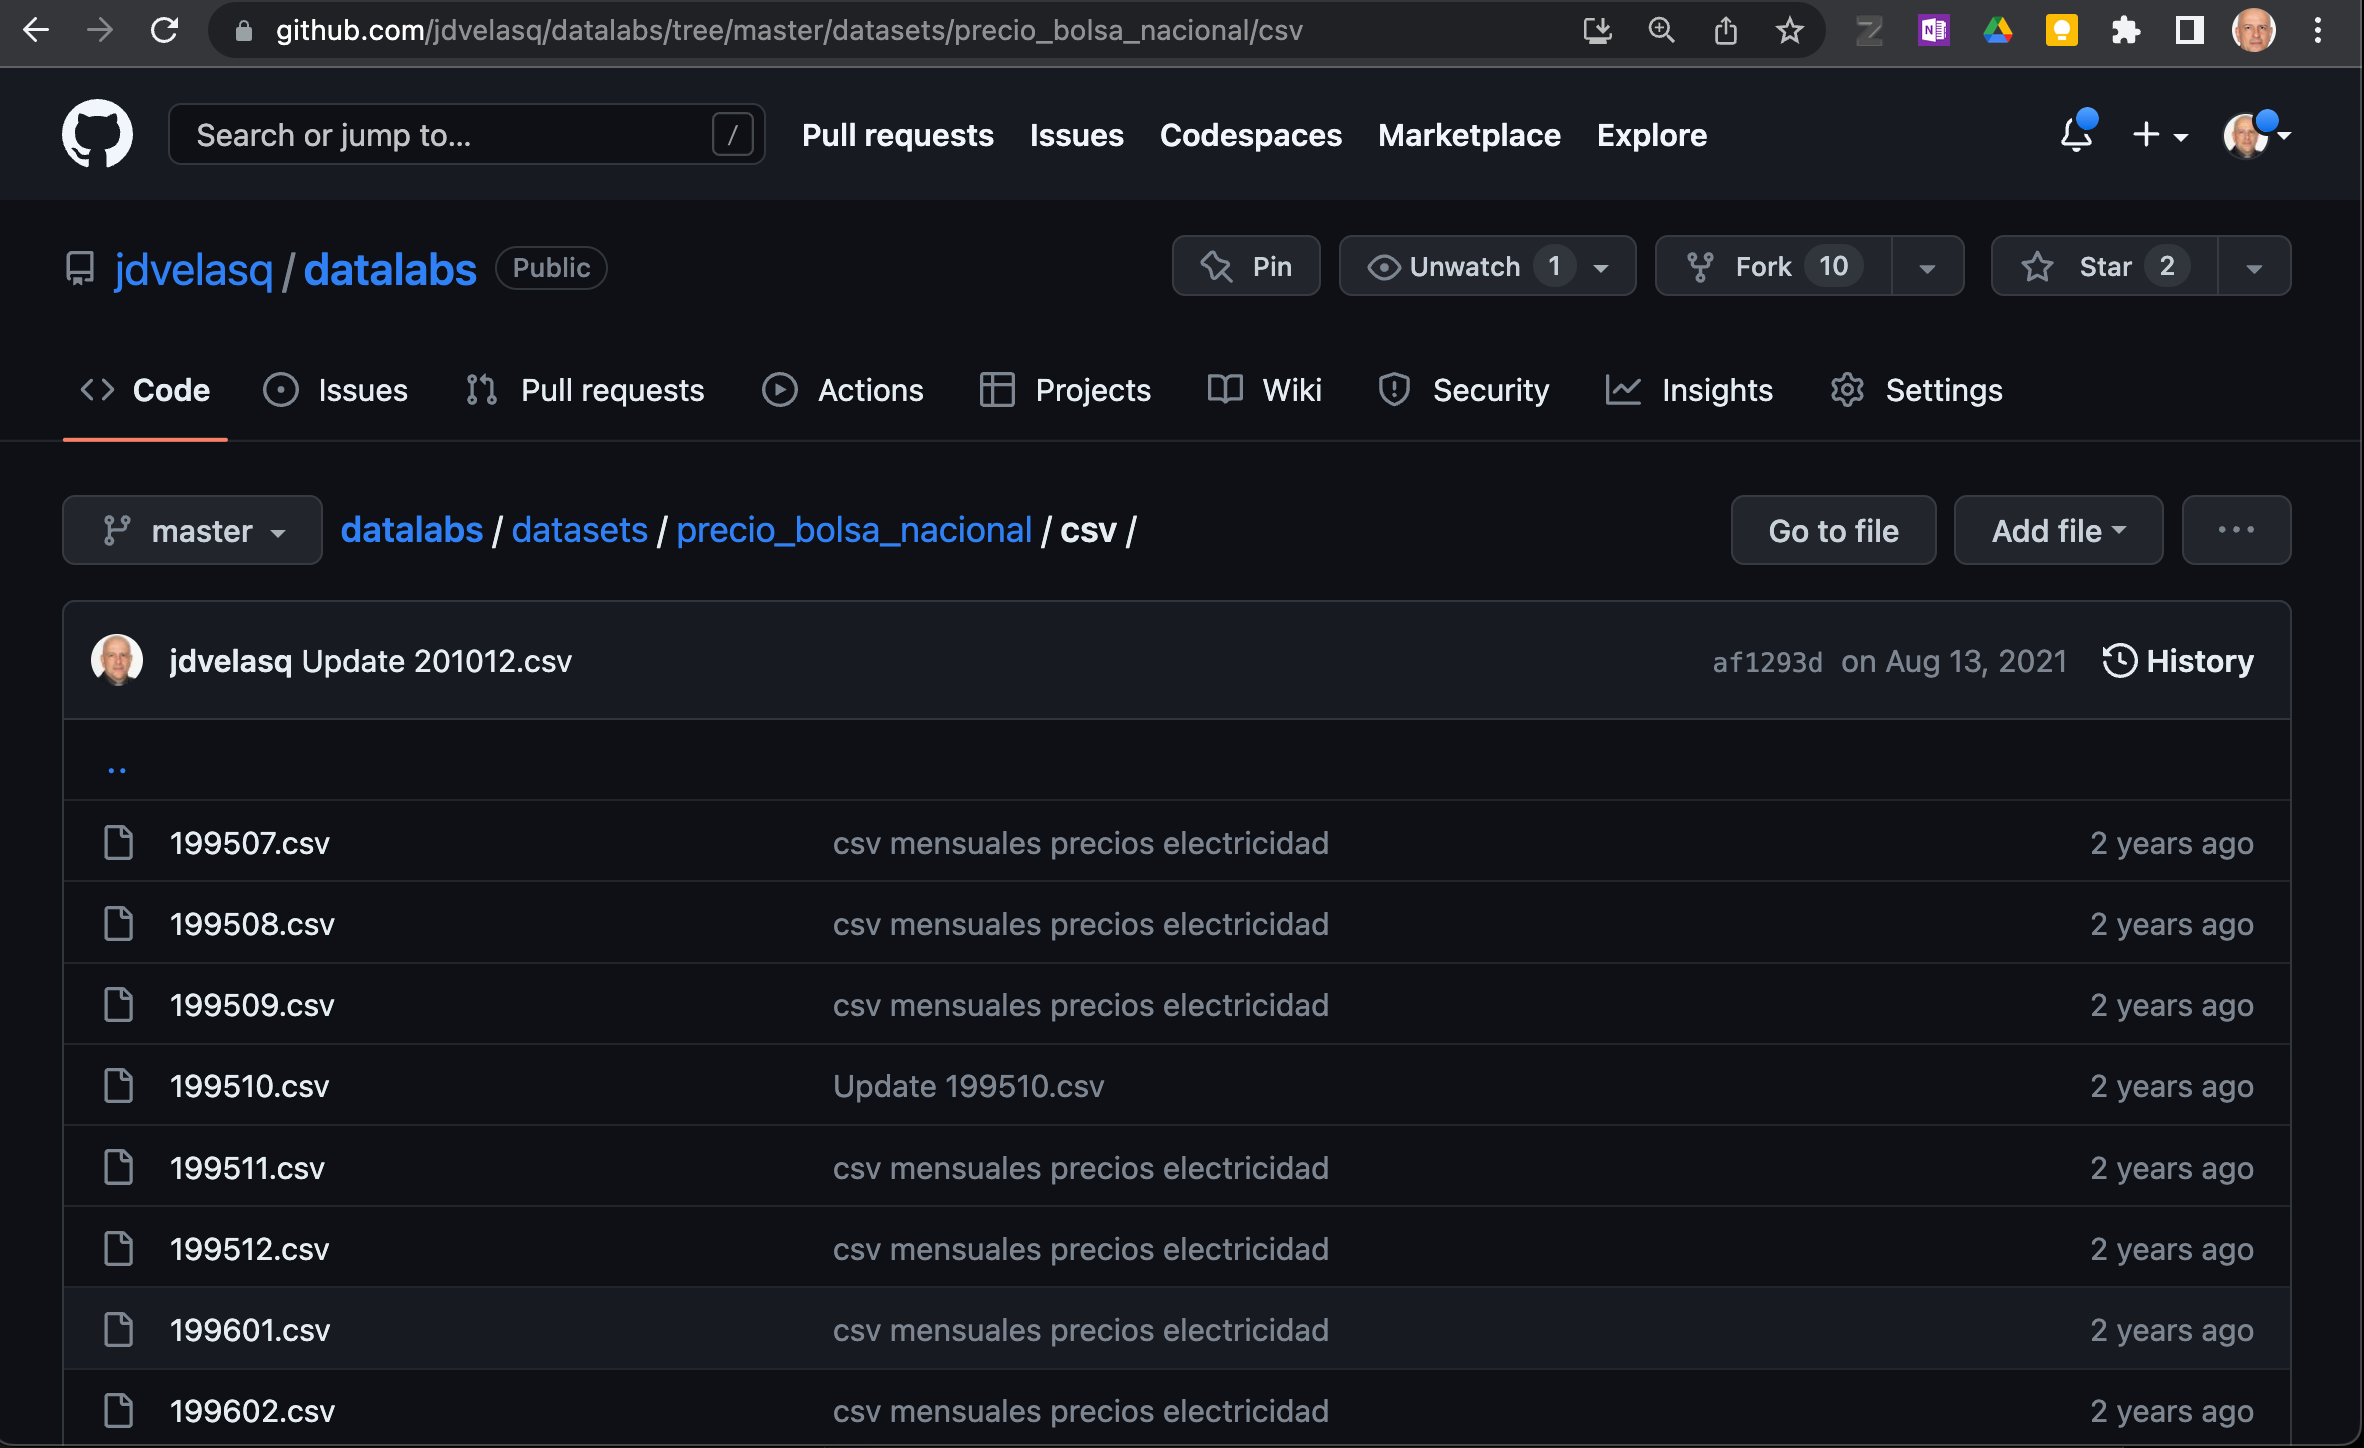 github.com/jdvelasq/datalabs/tree/master/datasets/precio_bolsa_nacional/csv
Search or jump to... /
Pull requests Issues Codespaces Marketplace Explore
jdvelasq / datalabs Public
Pin Unwatch 1 Fork 10 Star 2
Code Issues Pull requests Actions Projects Wiki Security Insights Settings
master datalabs / datasets / precio_bolsa_nacional / csv / Go to file Add file ...
jdvelasq Update 201012.csv af1293d on Aug 13, 2021 History
..
199507.csv csv mensuales precios electricidad 2 years ago
199508.csv csv mensuales precios electricidad 2 years ago
199509.csv csv mensuales precios electricidad 2 years ago
199510.csv Update 199510.csv 2 years ago
199511.csv csv mensuales precios electricidad 2 years ago
199512.csv csv mensuales precios electricidad 2 years ago
199601.csv csv mensuales precios electricidad 2 years ago
199602.csv csv mensuales precios electricidad 2 years ago